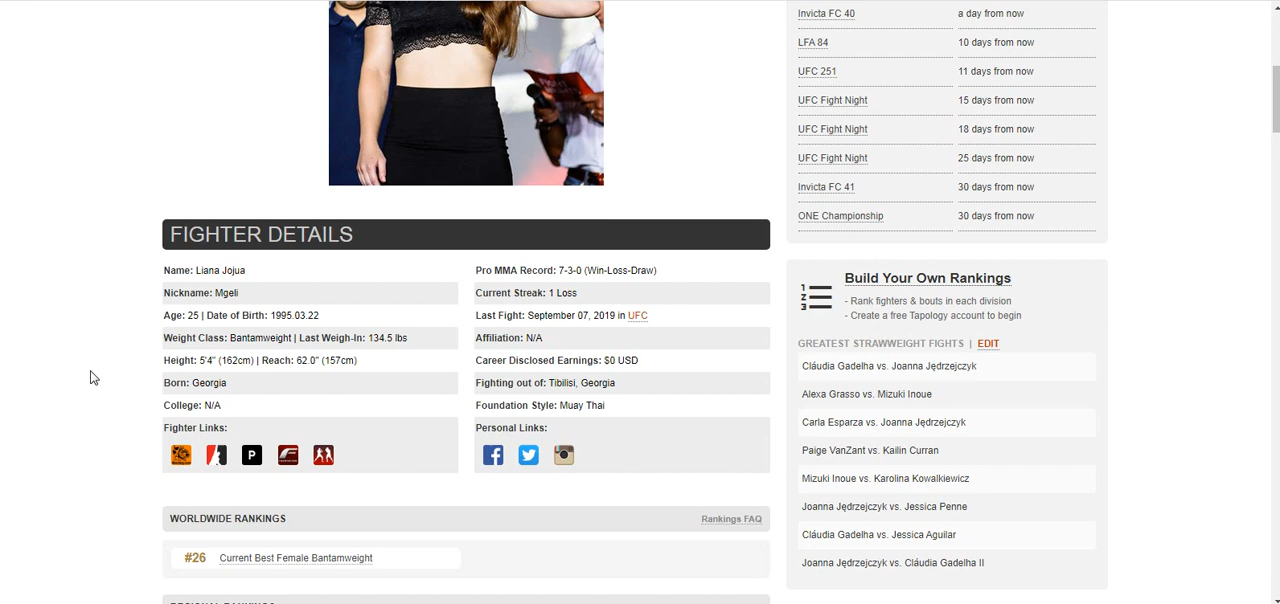 Invicta FC 40 a day from now
LFA 84 10 days from now
UFC 251 11 days from now
UFC Fight Night 15 days from now
UFC Fight Night 18 days from now
UFC Fight Night 25 days from now
Invicta FC 41 30 days from now
ONE Championship 30 days from now
FIGHTER DETAILS
Name: Liana Jojua
Pro MMA Record: 7-3-0 (Win-Loss-Draw)
Nickname: Mgeli
Current Streak: 1 Loss
Age: 25 | Date of Birth: 1995.03.22
Last Fight: September 07, 2019 in UFC
Weight Class: Bantamweight | Last Weigh-In: 134.5 lbs
Affiliation: N/A
Height: 5'4" (162cm) | Reach: 62.0" (157cm)
Career Disclosed Earnings: $0 USD
Born: Georgia
Fighting out of: Tibilisi, Georgia
College: N/A
Foundation Style: Muay Thai
Fighter Links:
Personal Links:
P
WORLDWIDE RANKINGS
Rankings FAQ
#26 Current Best Female Bantamweight
Build Your Own Rankings
- Rank fighters & bouts in each division
- Create a free Tapology account to begin
GREATEST STRAWWEIGHT FIGHTS | EDIT
Cláudia Gadelha vs. Joanna Jędrzejczyk
Alexa Grasso vs. Mizuki Inoue
Carla Esparza vs. Joanna Jędrzejczyk
Paige VanZant vs. Kailin Curran
Mizuki Inoue vs. Karolina Kowalkiewicz
Joanna Jędrzejczyk vs. Jessica Penne
Cláudia Gadelha vs. Jessica Aguilar
Joanna Jędrzejczyk vs. Cláudia Gadelha II